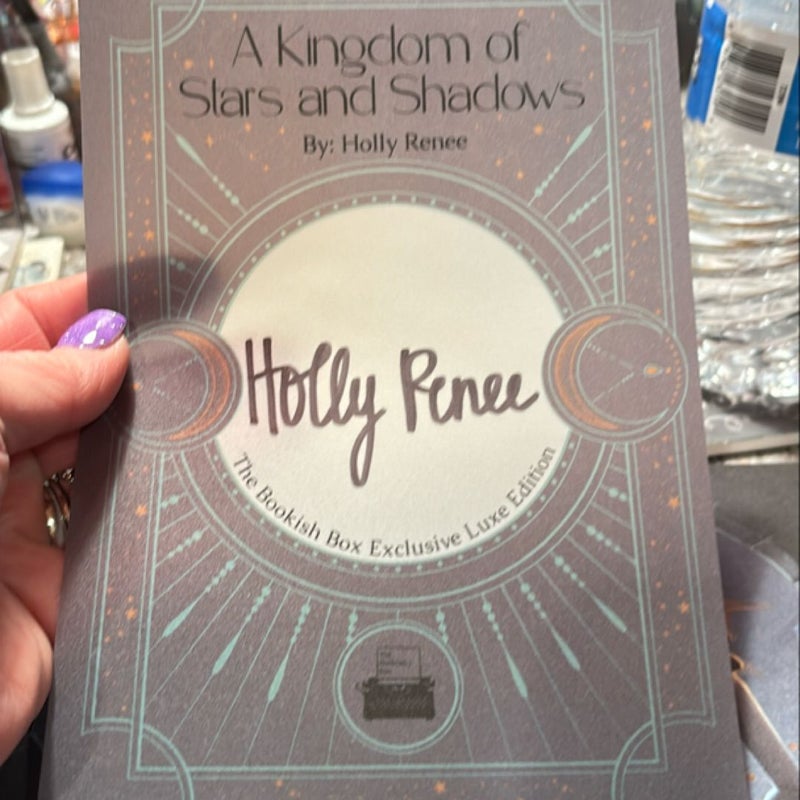 A Kingdom of
Stars and Shadows
By: Holly Renee
Holly Renee
The Bookish Box Exclusive Luxe Edition